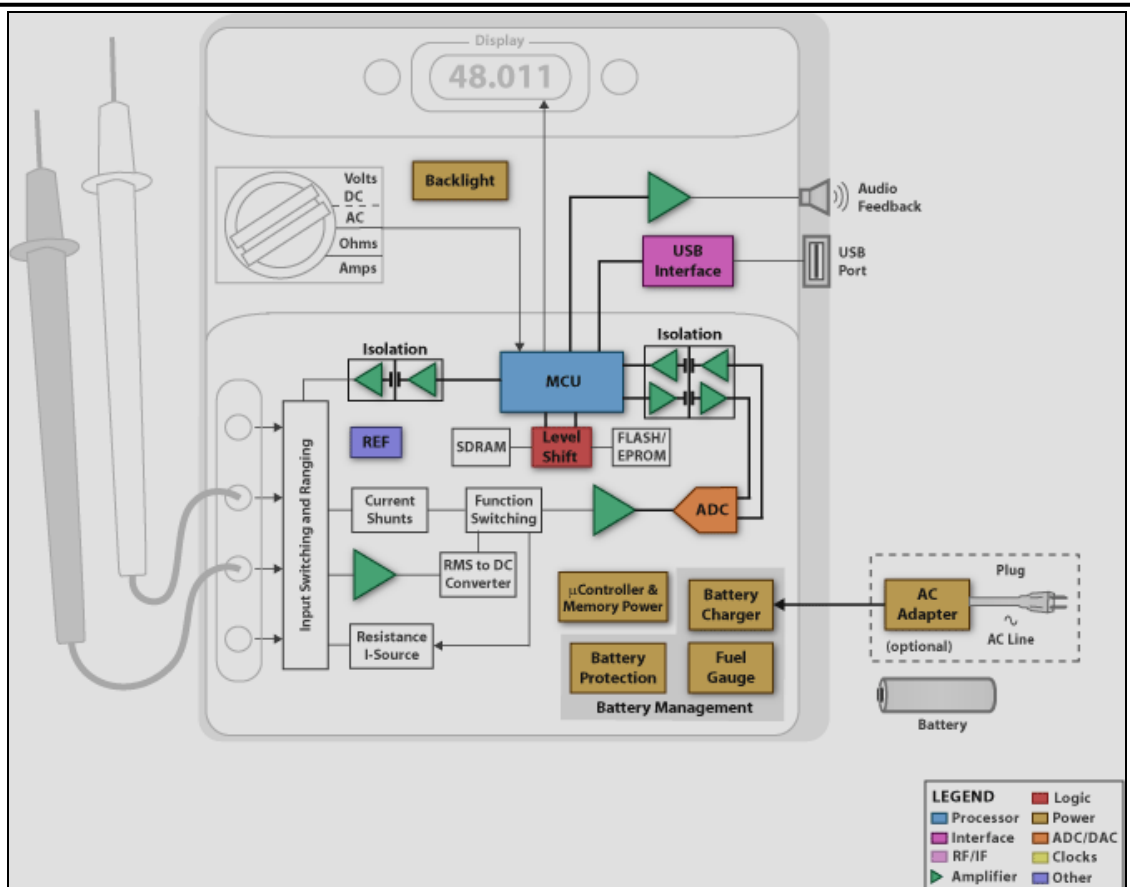 Display
48.011
Volts
DC
AC
Ohms
Amps
Backlight
Audio
Feedback
USB
Interface
USB
Port
Isolation
Isolation
MCU
REF
SDRAM
Level
Shift
FLASH/
EPROM
Input Switching and Ranging
Current
Shunts
Function
Switching
ADC
RMS to DC
Converter
Resistance
I-Source
μController &
Memory Power
Battery
Charger
Battery
Protection
Fuel
Gauge
Battery Management
Plug
AC
Adapter
(optional)
AC Line
Battery
LEGEND
Processor
Interface
RF/IF
Amplifier
Logic
Power
ADC/DAC
Clocks
Other